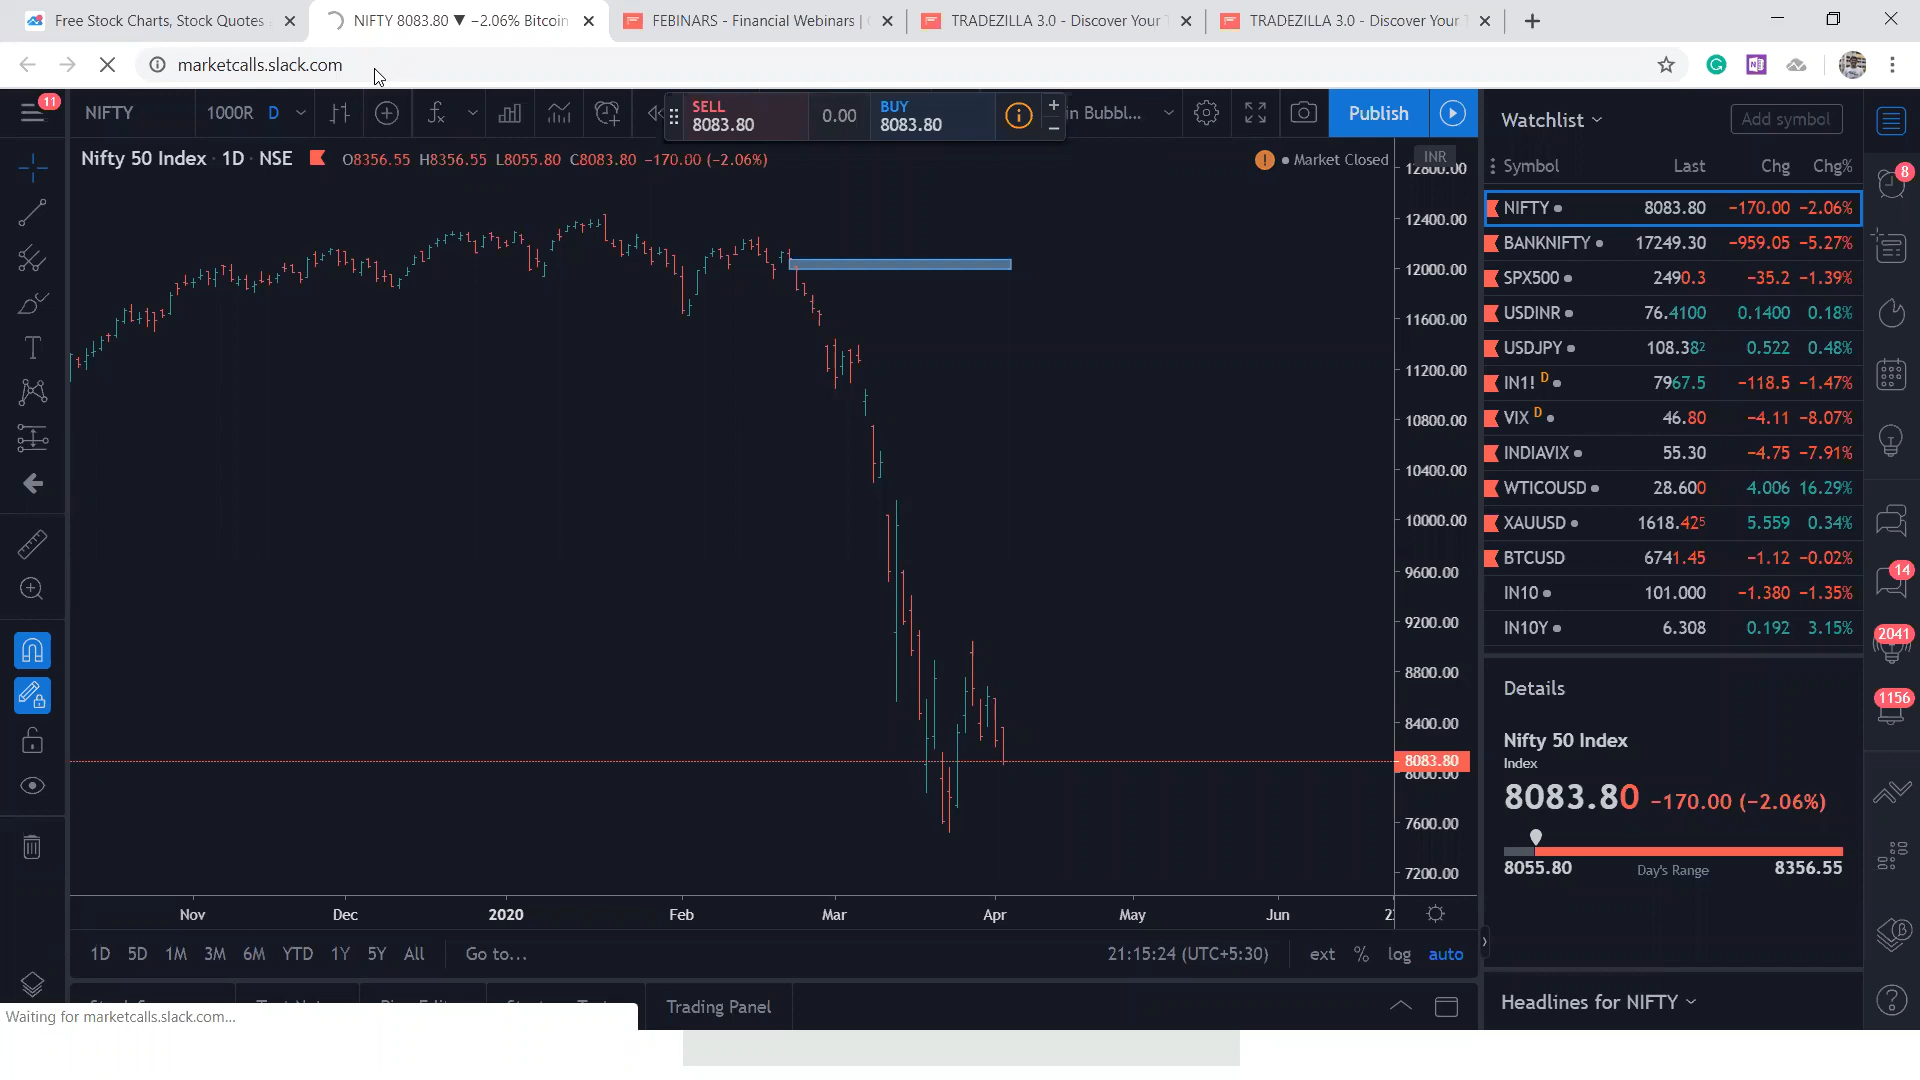 Free Stock Charts, Stock Quotes
NIFTY 8083.80 ▼ −2.06% Bitcoin
FEBINARS - Financial Webinars |
TRADEZILLA 3.0 - Discover Your T
TRADEZILLA 3.0 - Discover Your T
marketcalls.slack.com
11
NIFTY
1000R
D
SELL
8083.80
0.00
BUY
8083.80
in Bubbl...
Publish
Watchlist
Add symbol
Nifty 50 Index · 1D · NSE
O8356.55 H8356.55 L8055.80 C8083.80 −170.00 (−2.06%)
Market Closed
INR
Symbol Last Chg Chg%
NIFTY 8083.80 −170.00 −2.06%
BANKNIFTY 17249.30 −959.05 −5.27%
SPX500 2490.3 −35.2 −1.39%
USDINR 76.4100 0.1400 0.18%
USDJPY 108.382 0.522 0.48%
IN1! D 7967.5 −118.5 −1.47%
VIX D 46.80 −4.11 −8.07%
INDIAVIX 55.30 −4.75 −7.91%
WTICOUSD 28.600 4.006 16.29%
XAUUSD 1618.425 5.559 0.34%
BTCUSD 6741.45 −1.12 −0.02%
IN10 101.000 −1.380 −1.35%
IN10Y 6.308 0.192 3.15%
12800.00
12400.00
12000.00
11600.00
11200.00
10800.00
10400.00
10000.00
9600.00
9200.00
8800.00
8400.00
8083.80
8000.00
7600.00
7200.00
8
14
2041
1156
Details
Nifty 50 Index
Index
8083.80 −170.00 (−2.06%)
8055.80 Day's Range 8356.55
Nov Dec 2020 Feb Mar Apr May Jun
1D 5D 1M 3M 6M YTD 1Y 5Y All Go to...
21:15:24 (UTC+5:30) ext % log auto
Trading Panel
Headlines for NIFTY
Waiting for marketcalls.slack.com...